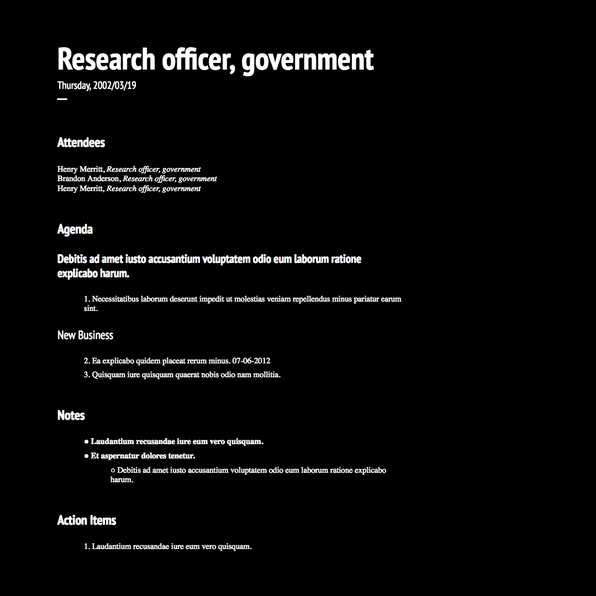 Research officer, government
Thursday, 2002/03/19
Attendees
Henry Merritt, Research officer, government
Brandon Anderson, Research officer, government
Henry Merritt, Research officer, government
Agenda
Debitis ad amet iusto accusantium voluptatem odio eum laborum ratione
explicabo harum.
1. Necessitatibus laborum deserunt impedit ut molestias veniam repellendus minus pariatur earum
sint.
New Business
2. Ea explicabo quidem placeat rerum minus. 07-06-2012
3. Quisquam iure quisquam quaerat nobis odio nam mollitia.
Notes
● Laudantium recusandae iure eum vero quisquam.
● Et aspernatur dolores tenetur.
○ Debitis ad amet iusto accusantium voluptatem odio eum laborum ratione explicabo
harum.
Action Items
1. Laudantium recusandae iure eum vero quisquam.